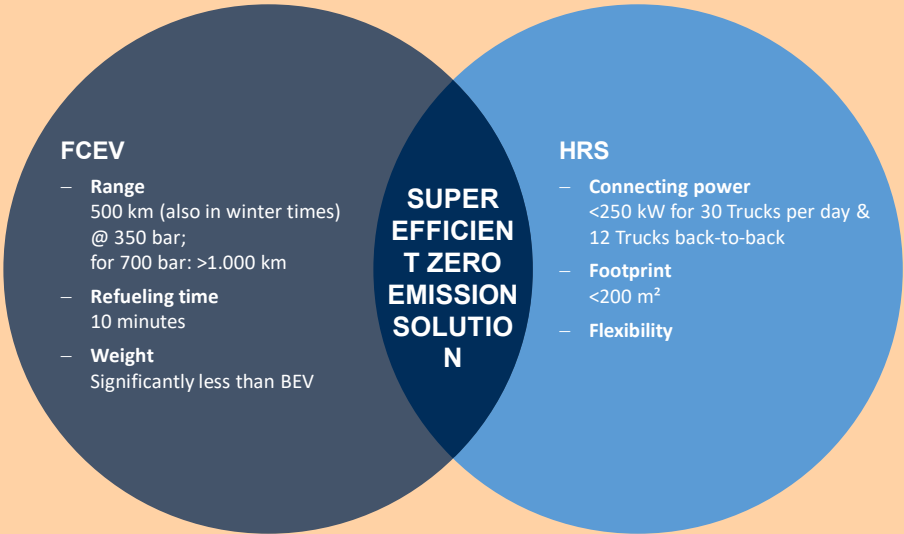 FCEV
– Range
500 km (also in winter times)
@ 350 bar;
for 700 bar: >1.000 km
– Refueling time
10 minutes
– Weight
Significantly less than BEV
SUPER
EFFICIEN
T ZERO
EMISSION
SOLUTIO
N
HRS
– Connecting power
<250 kW for 30 Trucks per day &
12 Trucks back-to-back
– Footprint
<200 m²
– Flexibility